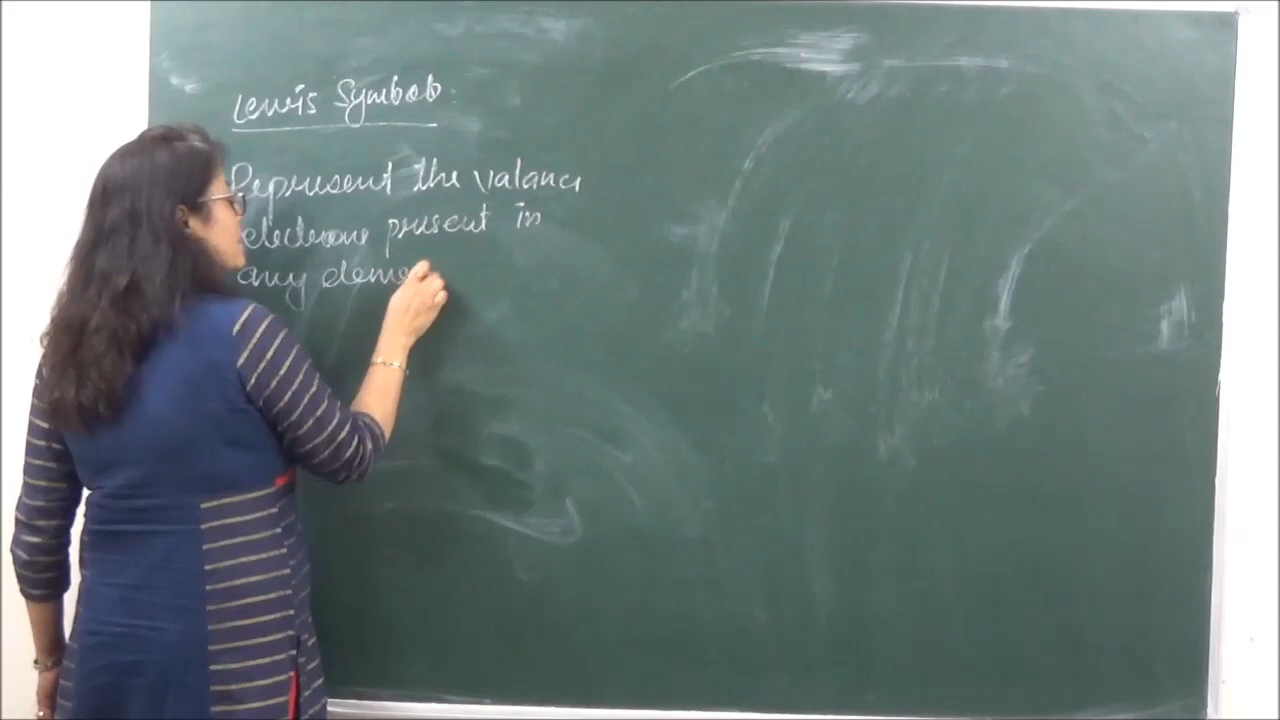 Lewis Symbols.
Represent the valance
electrons present in
any eleme